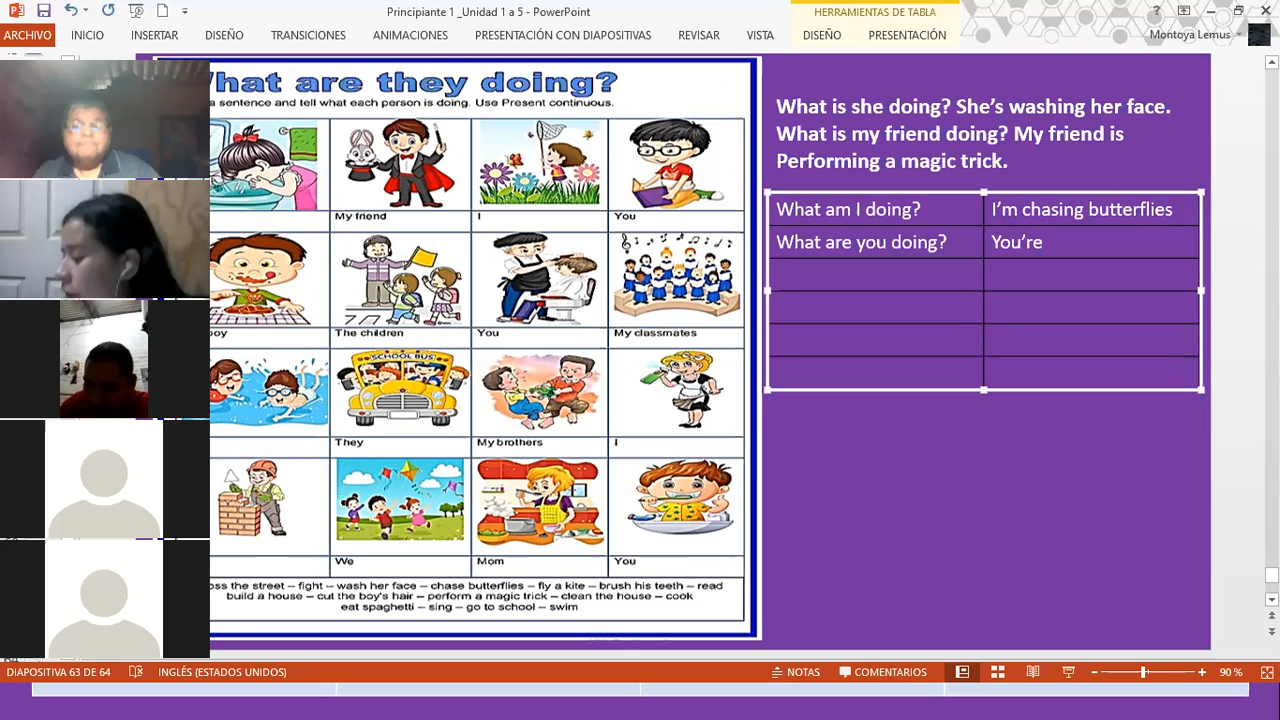 Principiante 1 _Unidad 1 a 5 - PowerPoint
HERRAMIENTAS DE TABLA
ARCHIVO INICIO INSERTAR DISEÑO TRANSICIONES ANIMACIONES PRESENTACIÓN CON DIAPOSITIVAS REVISAR VISTA DISEÑO PRESENTACIÓN Montoya Lemus
hat are they doing?
a sentence and tell what each person is doing. Use Present continuous.
My friend I You
SCHOOL BUS
boy The children You My classmates
They My brothers I
We Mom You
oss the street – fight – wash her face – chase butterflies – fly a kite – brush his teeth – read
build a house – cut the boy's hair – perform a magic trick – clean the house – cook
eat spaghetti – sing – go to school – swim
What is she doing? She's washing her face.
What is my friend doing? My friend is
Performing a magic trick.
What am I doing? I'm chasing butterflies
What are you doing? You're
DIAPOSITIVA 63 DE 64 INGLÉS (ESTADOS UNIDOS) NOTAS COMENTARIOS 90 %